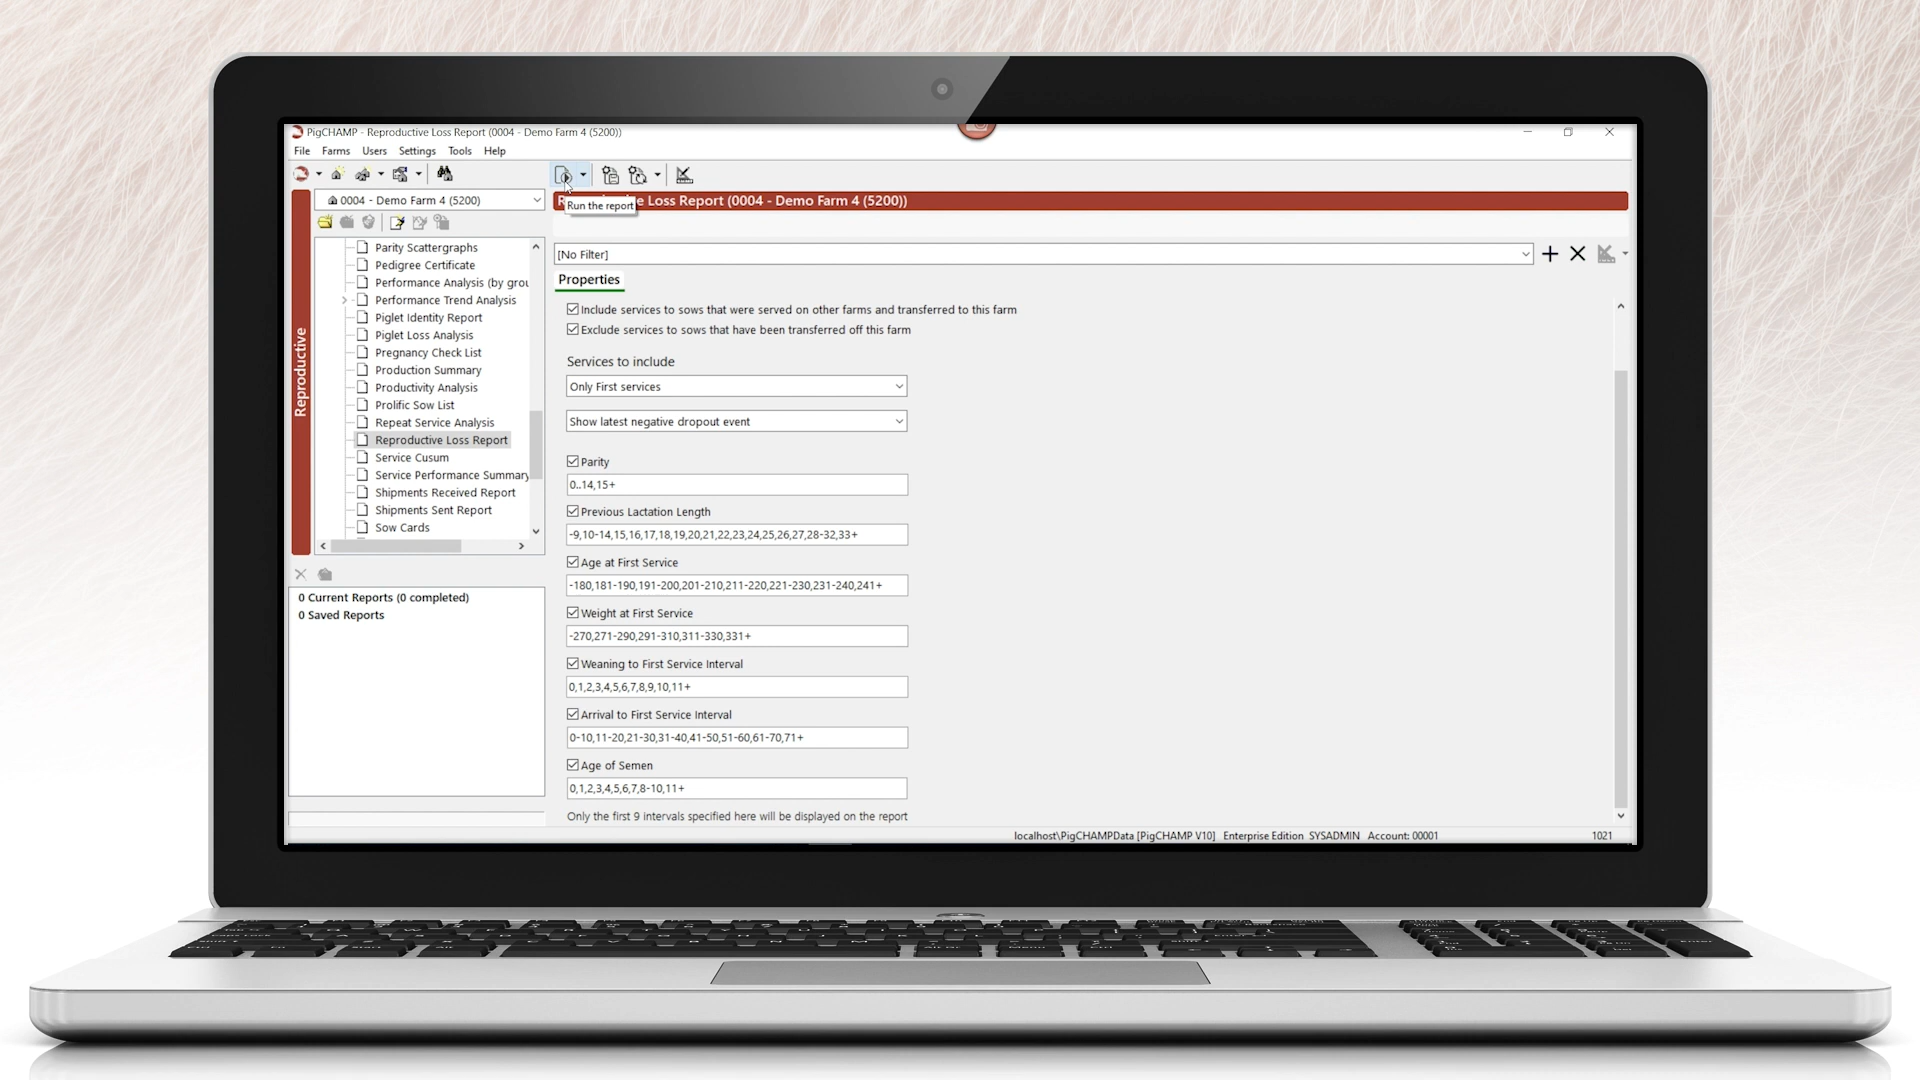 PigCHAMP - Reproductive Loss Report (0004 - Demo Farm 4 (5200))
File Farms Users Settings Tools Help
0004 - Demo Farm 4 (5200)
Loss Report (0004 - Demo Farm 4 (5200))
Run the report
Reproductive
Parity Scattergraphs
Pedigree Certificate
Performance Analysis (by grou
Performance Trend Analysis
Piglet Identity Report
Piglet Loss Analysis
Pregnancy Check List
Production Summary
Productivity Analysis
Prolific Sow List
Repeat Service Analysis
Reproductive Loss Report
Service Cusum
Service Performance Summary
Shipments Received Report
Shipments Sent Report
Sow Cards
0 Current Reports (0 completed)
0 Saved Reports
[No Filter]
Properties
Include services to sows that were served on other farms and transferred to this farm
Exclude services to sows that have been transferred off this farm
Services to include
Only First services
Show latest negative dropout event
Parity
0..14,15+
Previous Lactation Length
-9,10-14,15,16,17,18,19,20,21,22,23,24,25,26,27,28-32,33+
Age at First Service
-180,181-190,191-200,201-210,211-220,221-230,231-240,241+
Weight at First Service
-270,271-290,291-310,311-330,331+
Weaning to First Service Interval
0,1,2,3,4,5,6,7,8,9,10,11+
Arrival to First Service Interval
0-10,11-20,21-30,31-40,41-50,51-60,61-70,71+
Age of Semen
0,1,2,3,4,5,6,7,8-10,11+
Only the first 9 intervals specified here will be displayed on the report
localhost\PigCHAMPData [PigCHAMP V10] Enterprise Edition SYSADMIN Account: 00001 1021